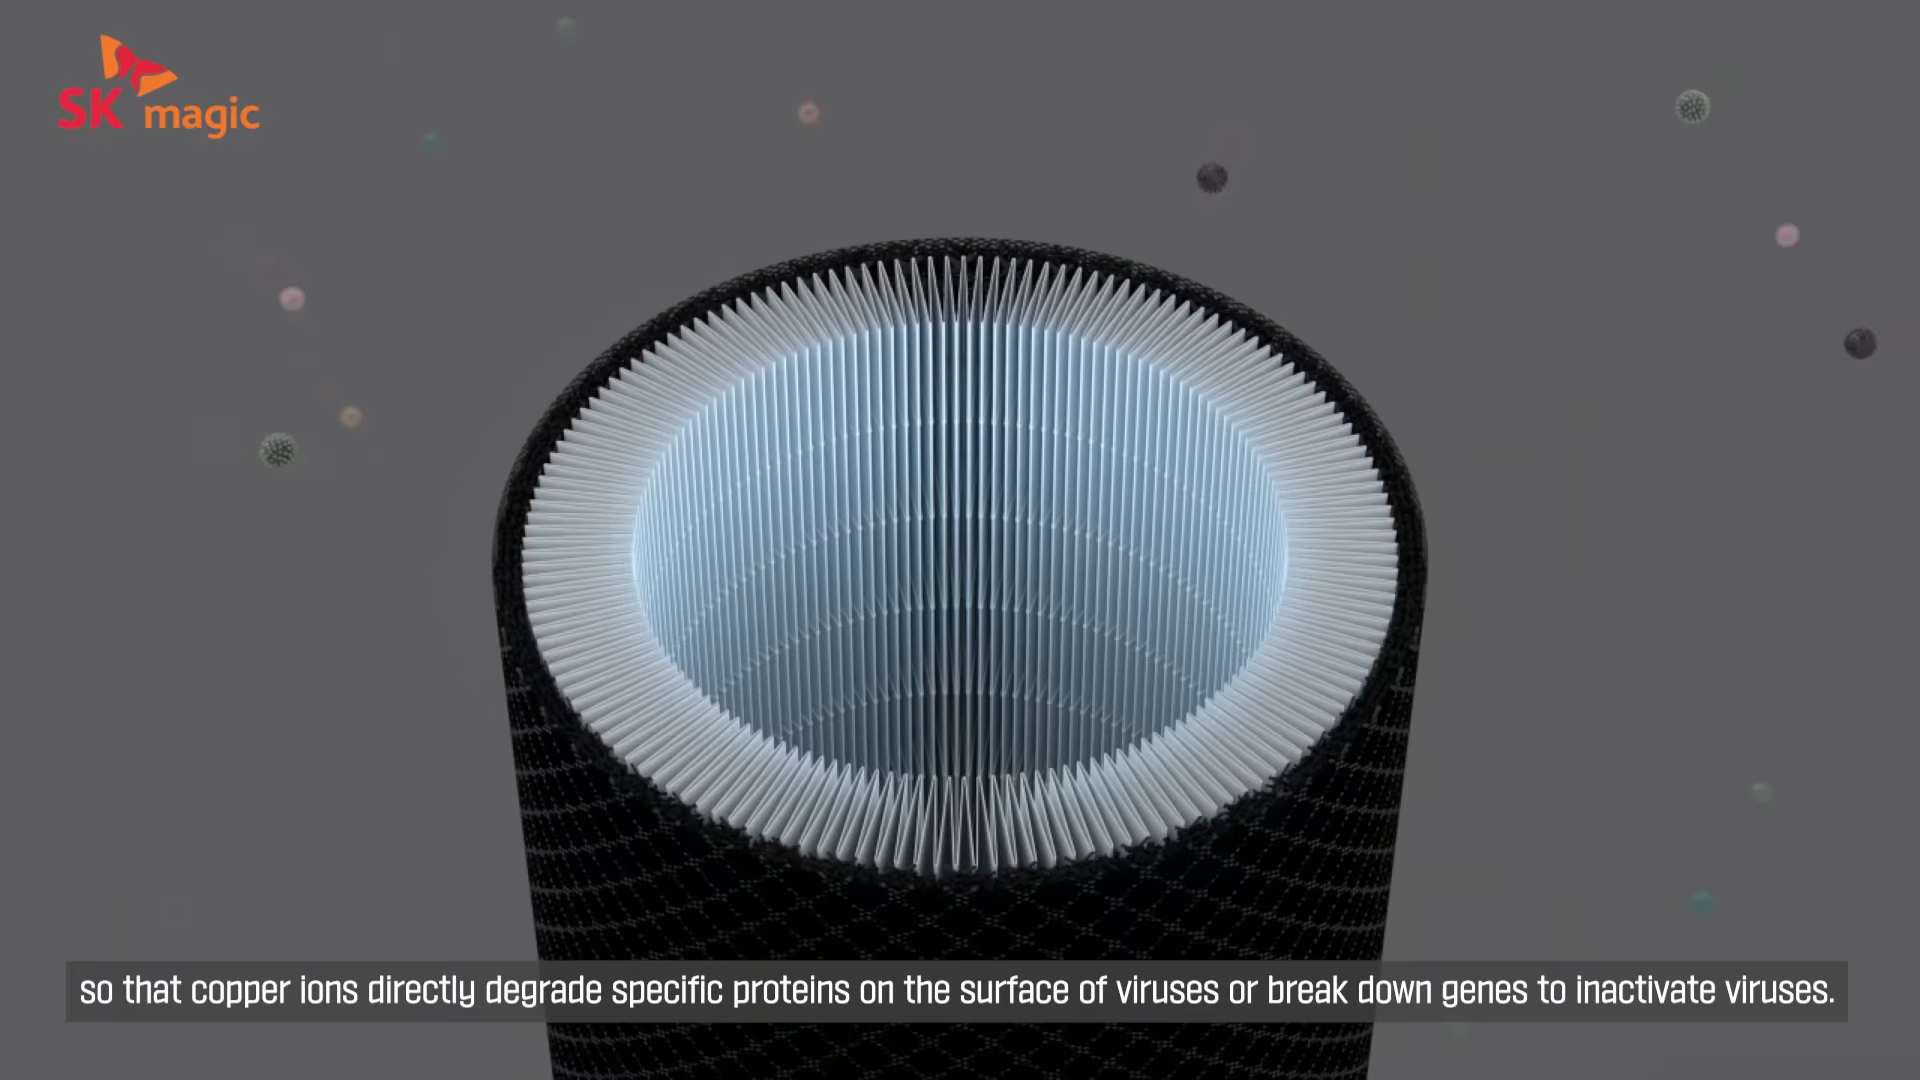 SK magic
so that copper ions directly degrade specific proteins on the surface of viruses or break down genes to inactivate viruses.